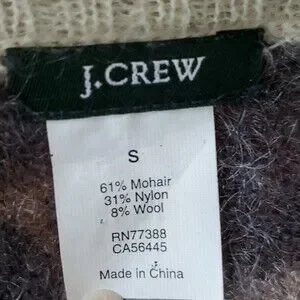 J.CREW
S
61% Mohair
31% Nylon
8% Wool
RN77388
CA56445
Made in China